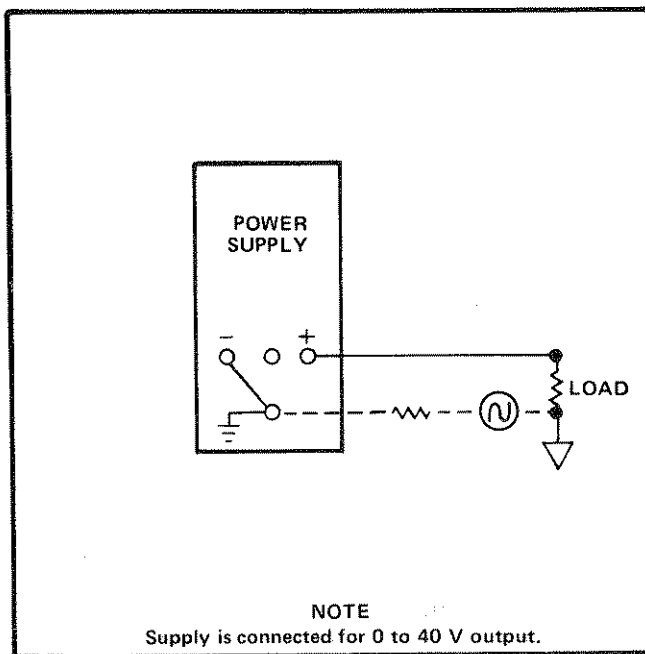 POWER
SUPPLY
- +
LOAD
NOTE
Supply is connected for 0 to 40 V output.